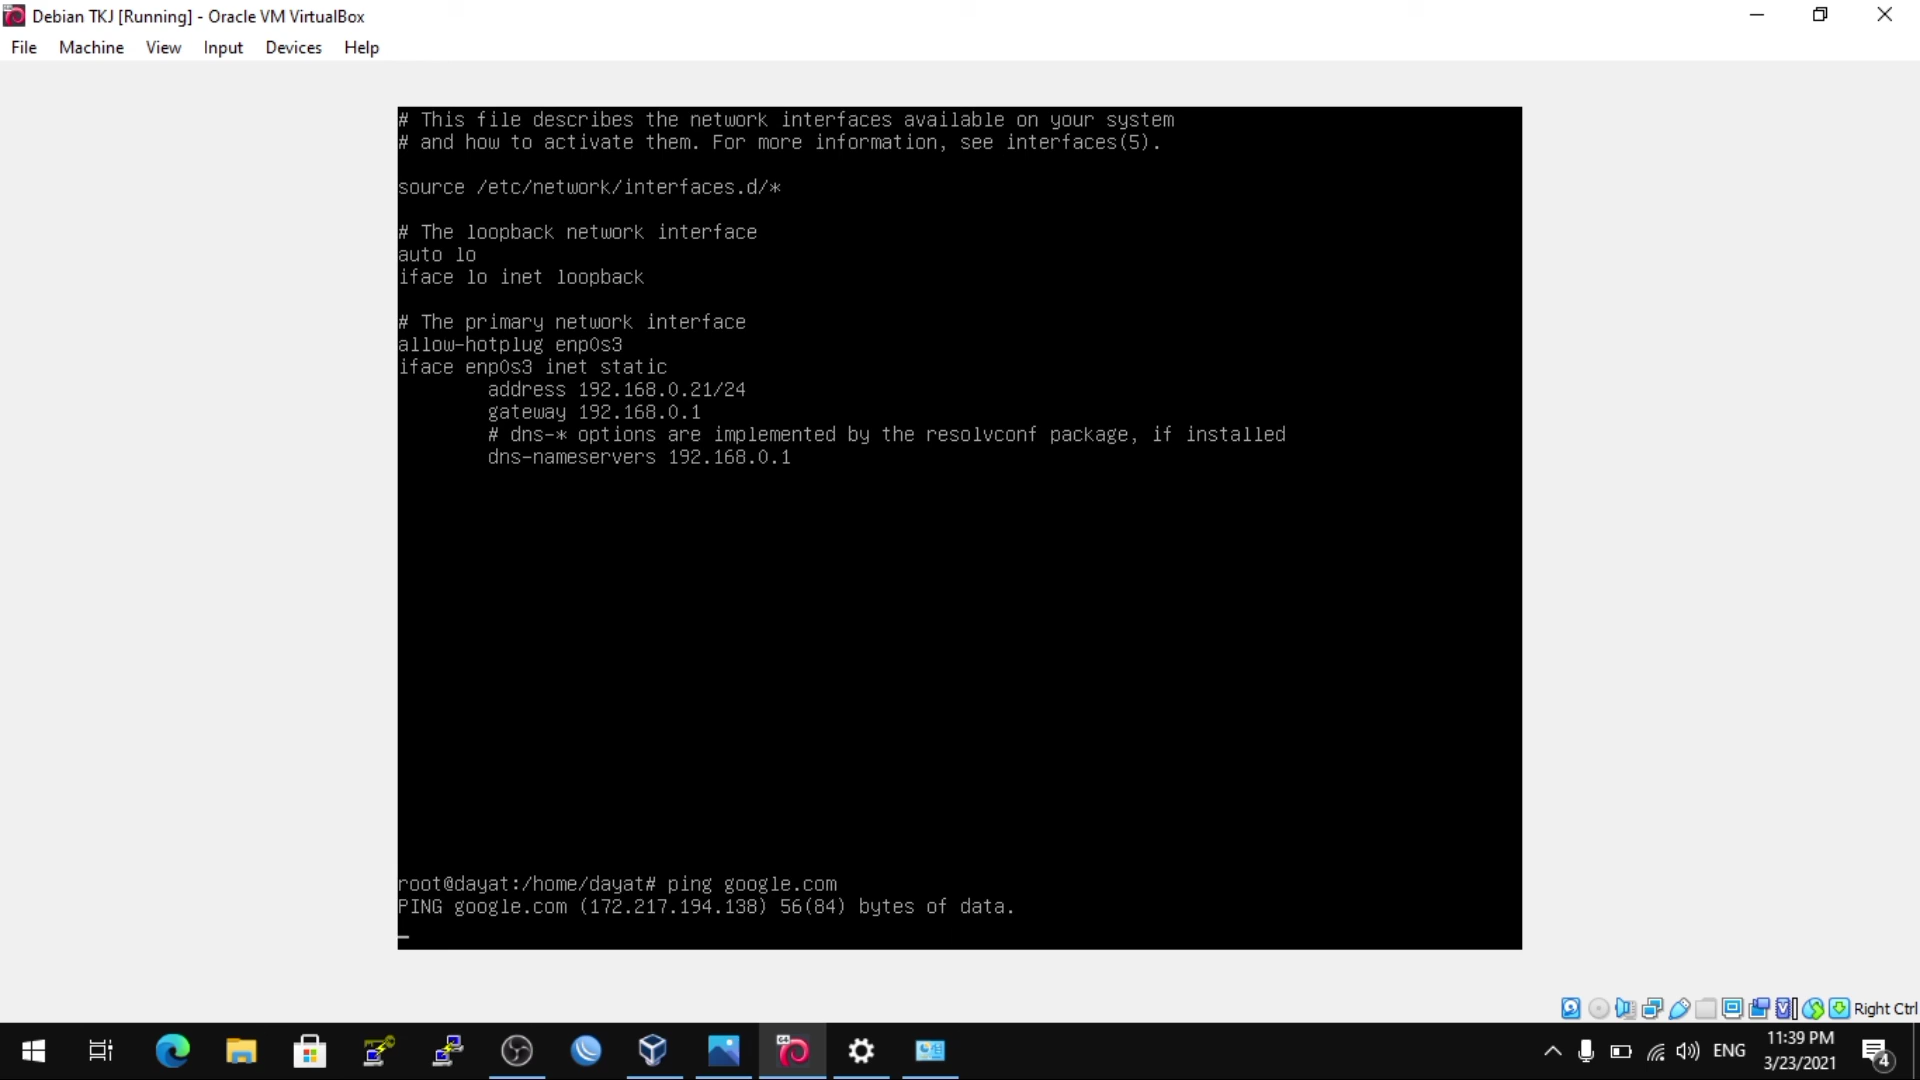 Debian TKJ [Running] - Oracle VM VirtualBox
File Machine View Input Devices Help
# This file describes the network interfaces available on your system
# and how to activate them. For more information, see interfaces(5).
source /etc/network/interfaces.d/*
# The loopback network interface
auto lo
iface lo inet loopback
# The primary network interface
allow-hotplug enp0s3
iface enp0s3 inet static
address 192.168.0.21/24
gateway 192.168.0.1
# dns-* options are implemented by the resolvconf package, if installed
dns-nameservers 192.168.0.1
root@dayat:/home/dayat# ping google.com
PING google.com (172.217.194.138) 56(84) bytes of data.
Right Ctrl
64
ENG
11:39 PM
3/23/2021
4